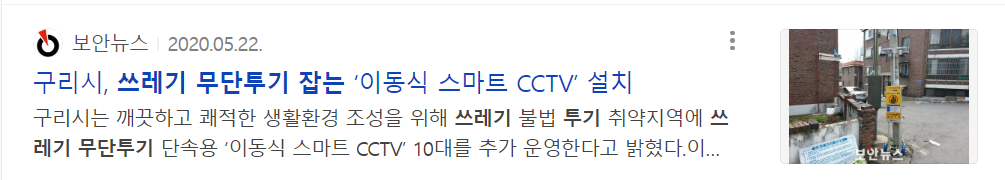 보안뉴스 2020.05.22.
구리시, 쓰레기 무단투기 잡는 '이동식 스마트 CCTV' 설치
구리시는 깨끗하고 쾌적한 생활환경 조성을 위해 쓰레기 불법 투기 취약지역에 쓰
레기 무단투기 단속용 '이동식 스마트 CCTV' 10대를 추가 운영한다고 밝혔다.이...
보안뉴스